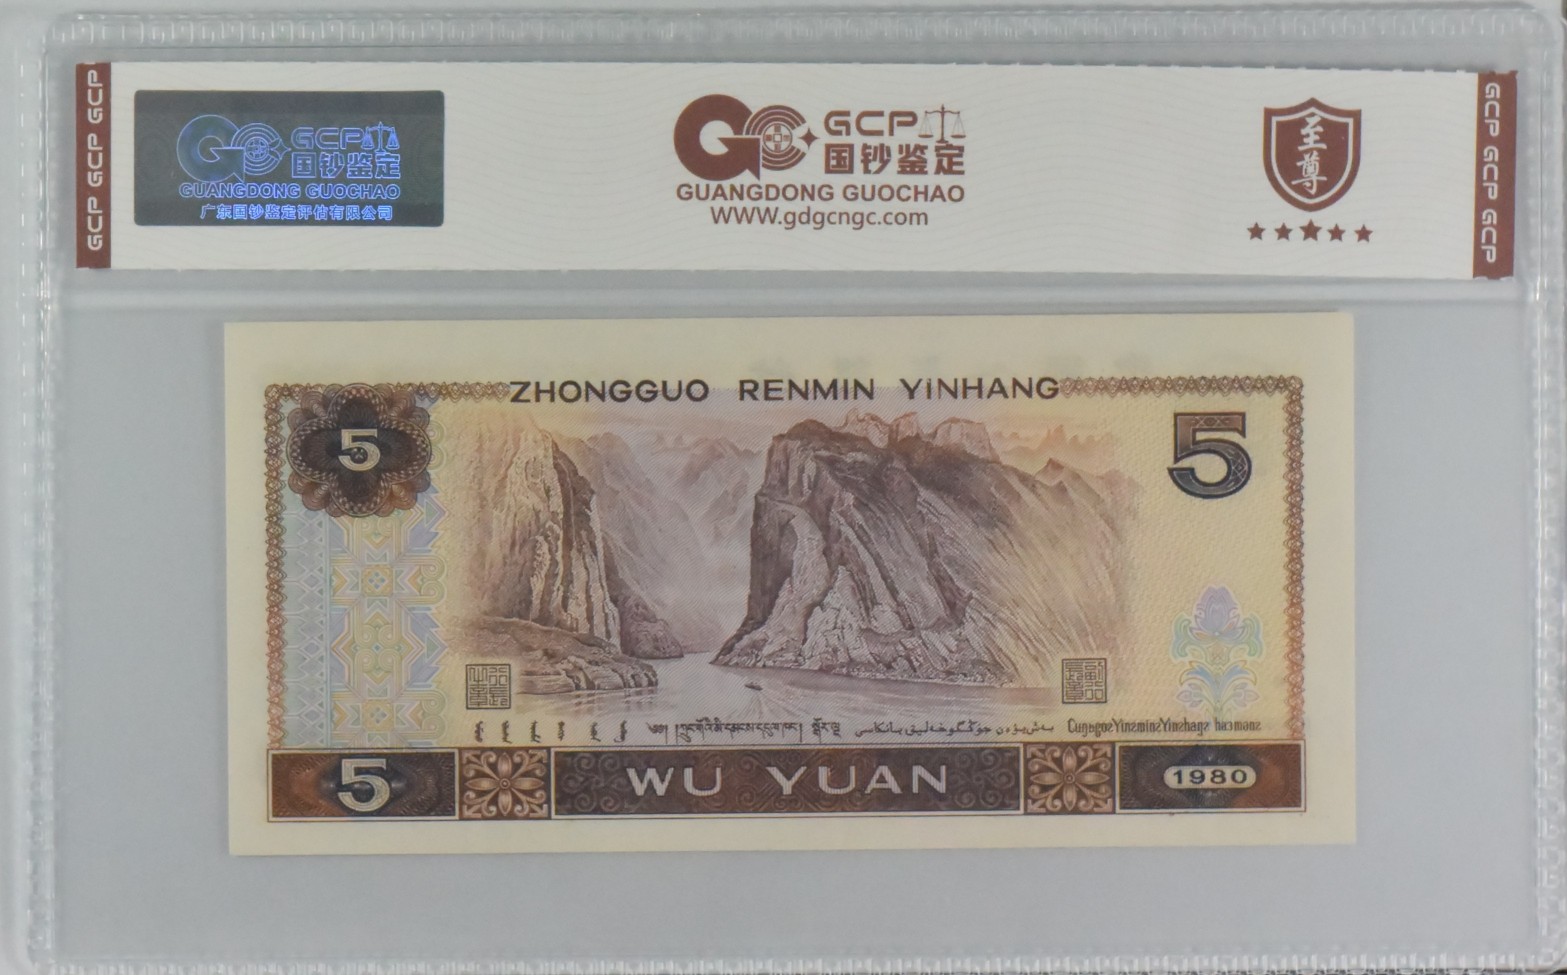 GCP GCP GCP
GCP
国钞鉴定
GUANGDONG GUOCHAO
广东国钞鉴定评估有限公司
GCP
国钞鉴定
GUANGDONG GUOCHAO
WWW.gdgcngc.com
至尊
GCP GCP GCP
ZHONGGUO RENMIN YINHANG
5
5
5
WU YUAN
1980